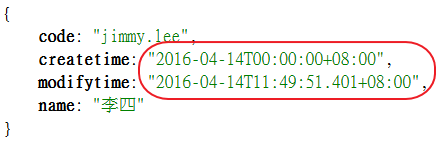 {
code: "jimmy.lee",
createtime: "2016-04-14T00:00:00+08:00",
modifytime: "2016-04-14T11:49:51.401+08:00",
name: "李四"
}